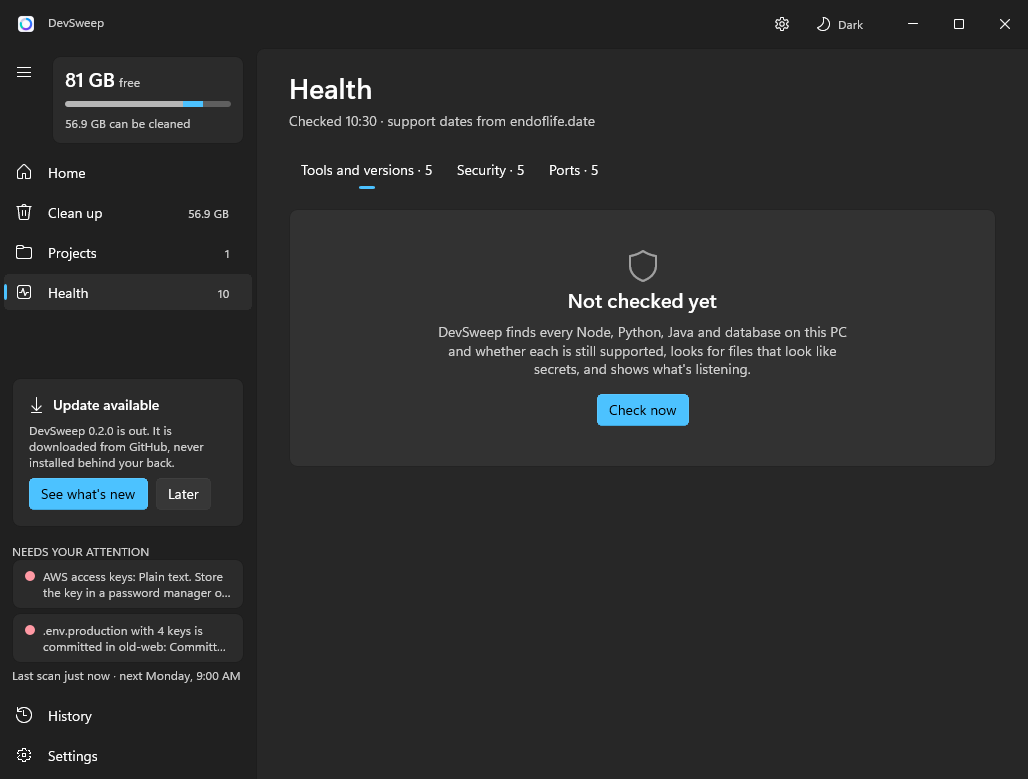 DevSweep
Dark
81 GB free
56.9 GB can be cleaned
Home
Clean up 56.9 GB
Projects 1
Health 10
Update available
DevSweep 0.2.0 is out. It is
downloaded from GitHub, never
installed behind your back.
See what's new
Later
NEEDS YOUR ATTENTION
AWS access keys: Plain text. Store
the key in a password manager o...
.env.production with 4 keys is
committed in old-web: Committ...
Last scan just now · next Monday, 9:00 AM
History
Settings
Health
Checked 10:30 · support dates from endoflife.date
Tools and versions · 5
Security · 5
Ports · 5
Not checked yet
DevSweep finds every Node, Python, Java and database on this PC
and whether each is still supported, looks for files that look like
secrets, and shows what's listening.
Check now